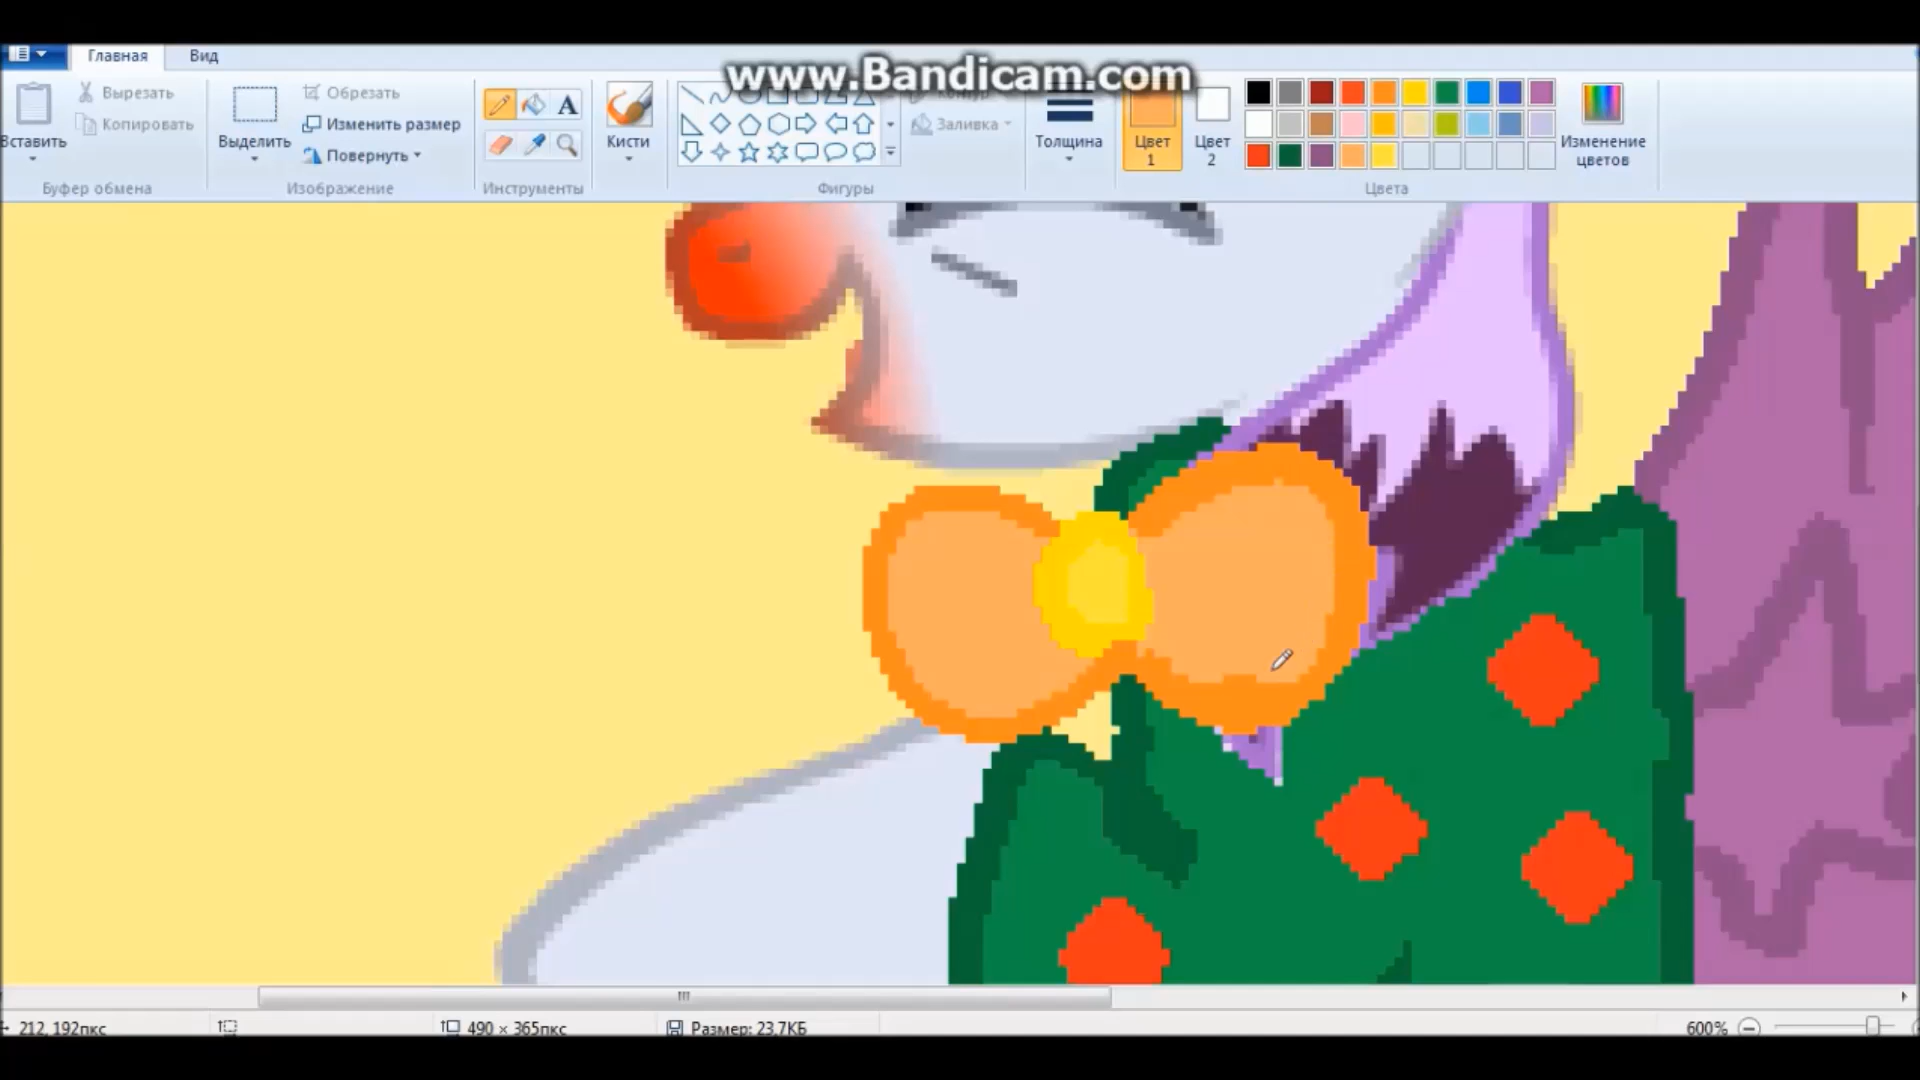 www.Bandicam.com
Главная Вид
Вырезать
Копировать
Вставить
Буфер обмена
Выделить
Обрезать
Изменить размер
Повернуть
Изображение
A
Инструменты
Кисти
Заливка
Фигуры
Толщина
Цвет
1
Цвет
2
Изменение
цветов
Цвета
212, 192пкс
490 × 365пкс
Размер: 23,7КБ
600%